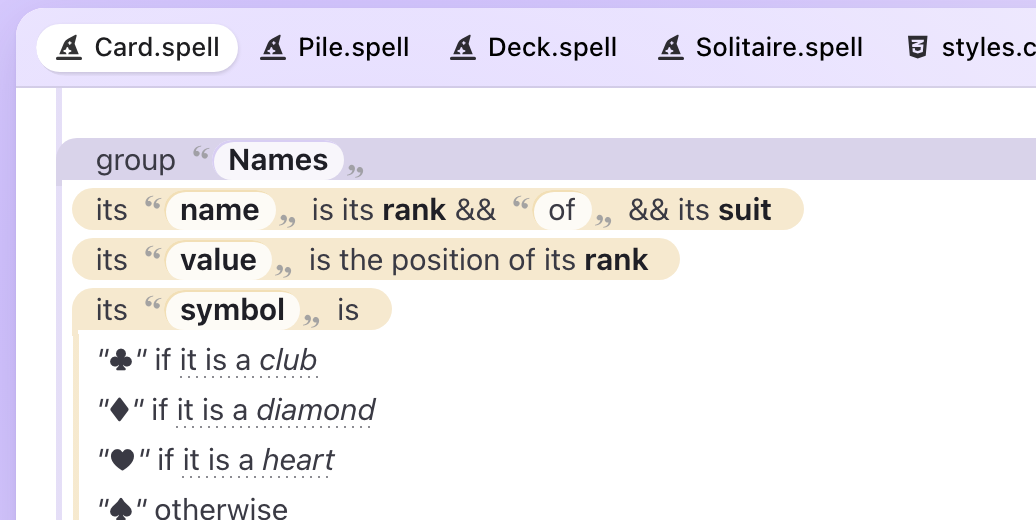 Card.spell Pile.spell Deck.spell Solitaire.spell styles.c
group “ Names „
its “ name „ is its rank && “ of „ && its suit
its “ value „ is the position of its rank
its “ symbol „ is
"♣" if it is a club
"♦" if it is a diamond
"♥" if it is a heart
"♠" otherwise